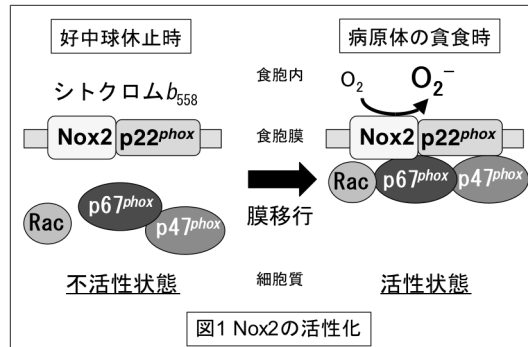 好中球休止時
病原体の貪食時
シトクロムb558
食胞内
O2
O2−
Nox2
p22phox
食胞膜
Nox2
p22phox
Rac
p67phox
p47phox
膜移行
Rac
p67phox
p47phox
不活性状態
細胞質
活性状態
図1 Nox2の活性化